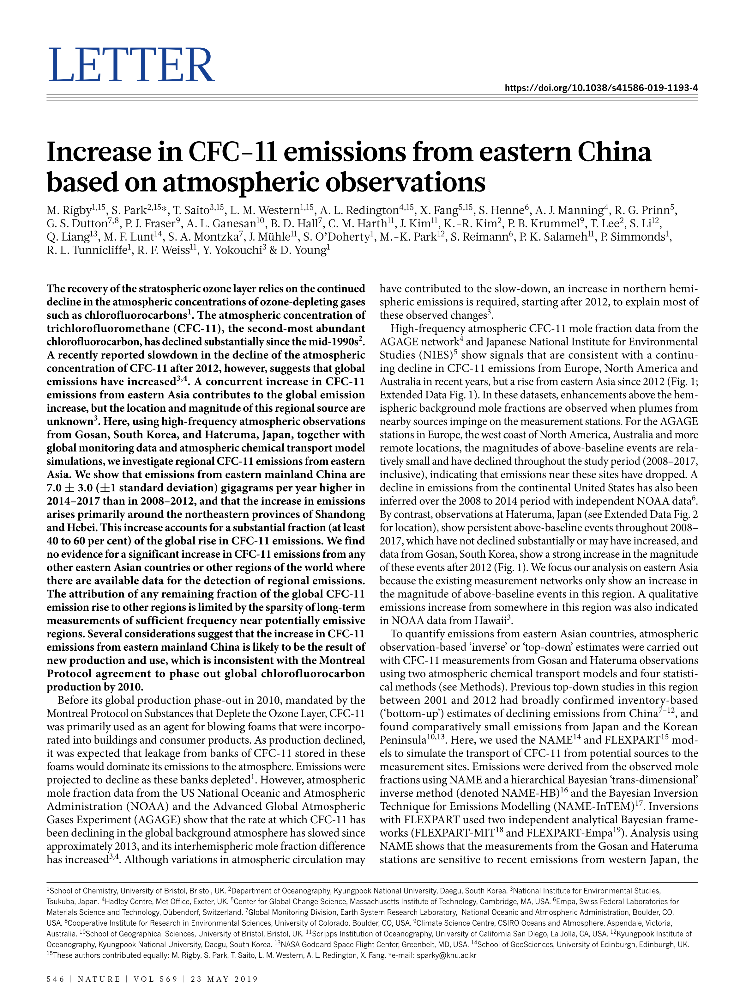 LETTER
https://doi.org/10.1038/s41586-019-1193-4
Increase in CFC-11 emissions from eastern China
based on atmospheric observations
M. Rigby1,15, S. Park2,15*, T. Saito3,15, L. M. Western1,15, A. L. Redington4,15, X. Fang5,15, S. Henne6, A. J. Manning4, R. G. Prinn5,
G. S. Dutton7,8, P. J. Fraser9, A. L. Ganesan10, B. D. Hall7, C. M. Harth11, J. Kim11, K.-R. Kim2, P. B. Krummel9, T. Lee2, S. Li12,
Q. Liang13, M. F. Lunt14, S. A. Montzka7, J. Mühle11, S. O'Doherty1, M.-K. Park12, S. Reimann6, P. K. Salameh11, P. Simmonds1,
R. L. Tunnicliffe1, R. F. Weiss11, Y. Yokouchi3 & D. Young1
The recovery of the stratospheric ozone layer relies on the continued
decline in the atmospheric concentrations of ozone-depleting gases
such as chlorofluorocarbons1. The atmospheric concentration of
trichlorofluoromethane (CFC-11), the second-most abundant
chlorofluorocarbon, has declined substantially since the mid-1990s2.
A recently reported slowdown in the decline of the atmospheric
concentration of CFC-11 after 2012, however, suggests that global
emissions have increased3,4. A concurrent increase in CFC-11
emissions from eastern Asia contributes to the global emission
increase, but the location and magnitude of this regional source are
unknown3. Here, using high-frequency atmospheric observations
from Gosan, South Korea, and Hateruma, Japan, together with
global monitoring data and atmospheric chemical transport model
simulations, we investigate regional CFC-11 emissions from eastern
Asia. We show that emissions from eastern mainland China are
7.0 ± 3.0 (±1 standard deviation) gigagrams per year higher in
2014–2017 than in 2008–2012, and that the increase in emissions
arises primarily around the northeastern provinces of Shandong
and Hebei. This increase accounts for a substantial fraction (at least
40 to 60 per cent) of the global rise in CFC-11 emissions. We find
no evidence for a significant increase in CFC-11 emissions from any
other eastern Asian countries or other regions of the world where
there are available data for the detection of regional emissions.
The attribution of any remaining fraction of the global CFC-11
emission rise to other regions is limited by the sparsity of long-term
measurements of sufficient frequency near potentially emissive
regions. Several considerations suggest that the increase in CFC-11
emissions from eastern mainland China is likely to be the result of
new production and use, which is inconsistent with the Montreal
Protocol agreement to phase out global chlorofluorocarbon
production by 2010.
Before its global production phase-out in 2010, mandated by the
Montreal Protocol on Substances that Deplete the Ozone Layer, CFC-11
was primarily used as an agent for blowing foams that were incorpo-
rated into buildings and consumer products. As production declined,
it was expected that leakage from banks of CFC-11 stored in these
foams would dominate its emissions to the atmosphere. Emissions were
projected to decline as these banks depleted1. However, atmospheric
mole fraction data from the US National Oceanic and Atmospheric
Administration (NOAA) and the Advanced Global Atmospheric
Gases Experiment (AGAGE) show that the rate at which CFC-11 has
been declining in the global background atmosphere has slowed since
approximately 2013, and its interhemispheric mole fraction difference
has increased3,4. Although variations in atmospheric circulation may
have contributed to the slow-down, an increase in northern hemi-
spheric emissions is required, starting after 2012, to explain most of
these observed changes3.
High-frequency atmospheric CFC-11 mole fraction data from the
AGAGE network4 and Japanese National Institute for Environmental
Studies (NIES)5 show signals that are consistent with a continu-
ing decline in CFC-11 emissions from Europe, North America and
Australia in recent years, but a rise from eastern Asia since 2012 (Fig. 1;
Extended Data Fig. 1). In these datasets, enhancements above the hem-
ispheric background mole fractions are observed when plumes from
nearby sources impinge on the measurement stations. For the AGAGE
stations in Europe, the west coast of North America, Australia and more
remote locations, the magnitudes of above-baseline events are rela-
tively small and have declined throughout the study period (2008–2017,
inclusive), indicating that emissions near these sites have dropped. A
decline in emissions from the continental United States has also been
inferred over the 2008 to 2014 period with independent NOAA data6.
By contrast, observations at Hateruma, Japan (see Extended Data Fig. 2
for location), show persistent above-baseline events throughout 2008–
2017, which have not declined substantially or may have increased, and
data from Gosan, South Korea, show a strong increase in the magnitude
of these events after 2012 (Fig. 1). We focus our analysis on eastern Asia
because the existing measurement networks only show an increase in
the magnitude of above-baseline events in this region. A qualitative
emissions increase from somewhere in this region was also indicated
in NOAA data from Hawaii3.
To quantify emissions from eastern Asian countries, atmospheric
observation-based 'inverse' or 'top-down' estimates were carried out
with CFC-11 measurements from Gosan and Hateruma observations
using two atmospheric chemical transport models and four statisti-
cal methods (see Methods). Previous top-down studies in this region
between 2001 and 2012 had broadly confirmed inventory-based
('bottom-up') estimates of declining emissions from China7–12, and
found comparatively small emissions from Japan and the Korean
Peninsula10,13. Here, we used the NAME14 and FLEXPART15 mod-
els to simulate the transport of CFC-11 from potential sources to the
measurement sites. Emissions were derived from the observed mole
fractions using NAME and a hierarchical Bayesian 'trans-dimensional'
inverse method (denoted NAME-HB)16 and the Bayesian Inversion
Technique for Emissions Modelling (NAME-InTEM)17. Inversions
with FLEXPART used two independent analytical Bayesian frame-
works (FLEXPART-MIT18 and FLEXPART-Empa19). Analysis using
NAME shows that the measurements from the Gosan and Hateruma
stations are sensitive to recent emissions from western Japan, the
1School of Chemistry, University of Bristol, Bristol, UK. 2Department of Oceanography, Kyungpook National University, Daegu, South Korea. 3National Institute for Environmental Studies,
Tsukuba, Japan. 4Hadley Centre, Met Office, Exeter, UK. 5Center for Global Change Science, Massachusetts Institute of Technology, Cambridge, MA, USA. 6Empa, Swiss Federal Laboratories for
Materials Science and Technology, Dübendorf, Switzerland. 7Global Monitoring Division, Earth System Research Laboratory, National Oceanic and Atmospheric Administration, Boulder, CO,
USA. 8Cooperative Institute for Research in Environmental Sciences, University of Colorado, Boulder, CO, USA. 9Climate Science Centre, CSIRO Oceans and Atmosphere, Aspendale, Victoria,
Australia. 10School of Geographical Sciences, University of Bristol, Bristol, UK. 11Scripps Institution of Oceanography, University of California San Diego, La Jolla, CA, USA. 12Kyungpook Institute of
Oceanography, Kyungpook National University, Daegu, South Korea. 13NASA Goddard Space Flight Center, Greenbelt, MD, USA. 14School of GeoSciences, University of Edinburgh, Edinburgh, UK.
15These authors contributed equally: M. Rigby, S. Park, T. Saito, L. M. Western, A. L. Redington, X. Fang. *e-mail: sparky@knu.ac.kr
546 | NATURE | VOL 569 | 23 MAY 2019